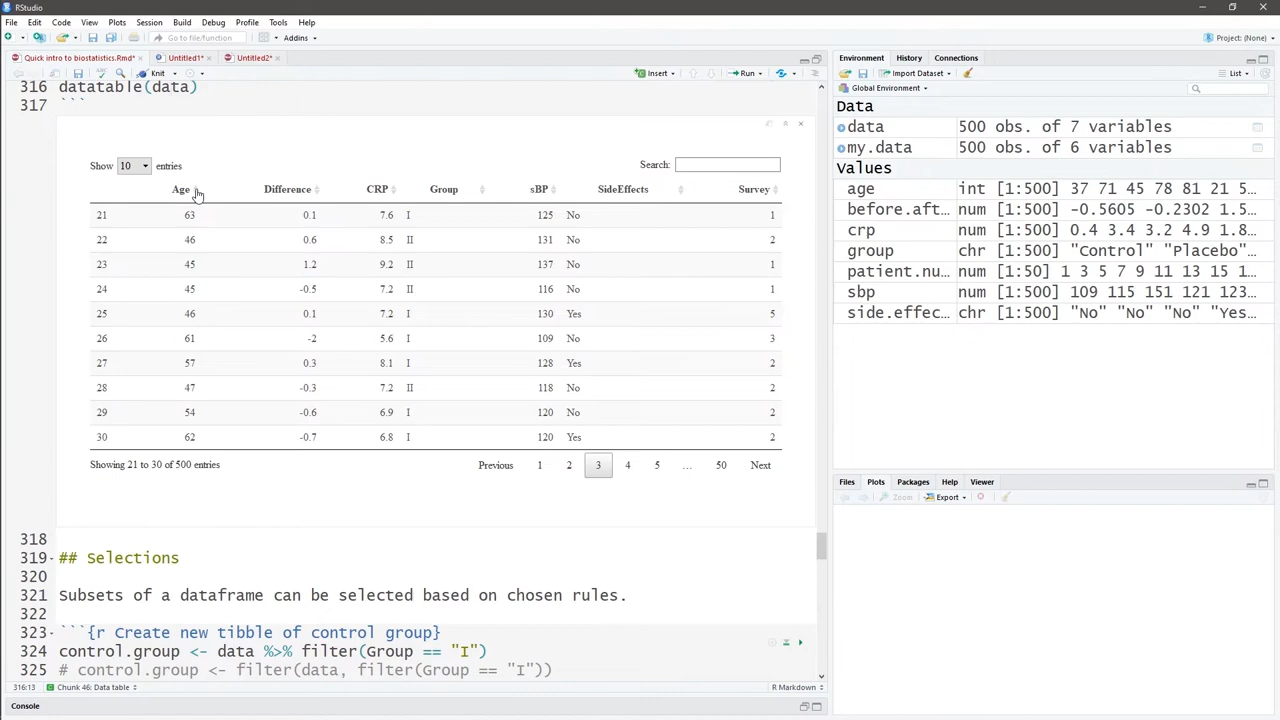 RStudio
File Edit Code View Plots Session Build Debug Profile Tools Help
Go to file/function Addins Project: (None)
Quick intro to biostatistics.Rmd* Untitled1* Untitled2*
Knit Insert Run
316 datatable(data)
317 ```
Show 10 entries Search:
Age Difference CRP Group sBP SideEffects Survey
21 63 0.1 7.6 I 125 No 1
22 46 0.6 8.5 II 131 No 2
23 45 1.2 9.2 II 137 No 3
24 45 -0.5 7.2 II 116 No 1
25 46 0.1 7.2 I 130 Yes 5
26 61 -2 5.6 I 109 No 3
27 57 0.3 8.1 I 128 Yes 2
28 47 -0.3 7.2 II 118 No 2
29 54 -0.6 6.9 I 120 No 2
30 62 -0.7 6.8 I 120 Yes 2
Showing 21 to 30 of 500 entries Previous 1 2 3 4 5 … 50 Next
318
319 ## Selections
320
321 Subsets of a dataframe can be selected based on chosen rules.
322
323 ```{r Create new tibble of control group}
324 control.group <- data %>% filter(Group == "I")
325 # control.group <- filter(data, filter(Group == "I"))
316:13 Chunk 46: Data table R Markdown
Console
Environment History Connections
Import Dataset List
Global Environment
Data
data 500 obs. of 7 variables
my.data 500 obs. of 6 variables
Values
age int [1:500] 37 71 45 78 81 21 5…
before.aft… num [1:500] -0.5605 -0.2302 1.5…
crp num [1:500] 0.4 3.4 3.2 4.9 1.8…
group chr [1:500] "Control" "Placebo"…
patient.nu… num [1:50] 1 3 5 7 9 11 13 15 1…
sbp num [1:500] 109 115 151 121 123…
side.effec… chr [1:500] "No" "No" "No" "Yes…
Files Plots Packages Help Viewer
Zoom Export